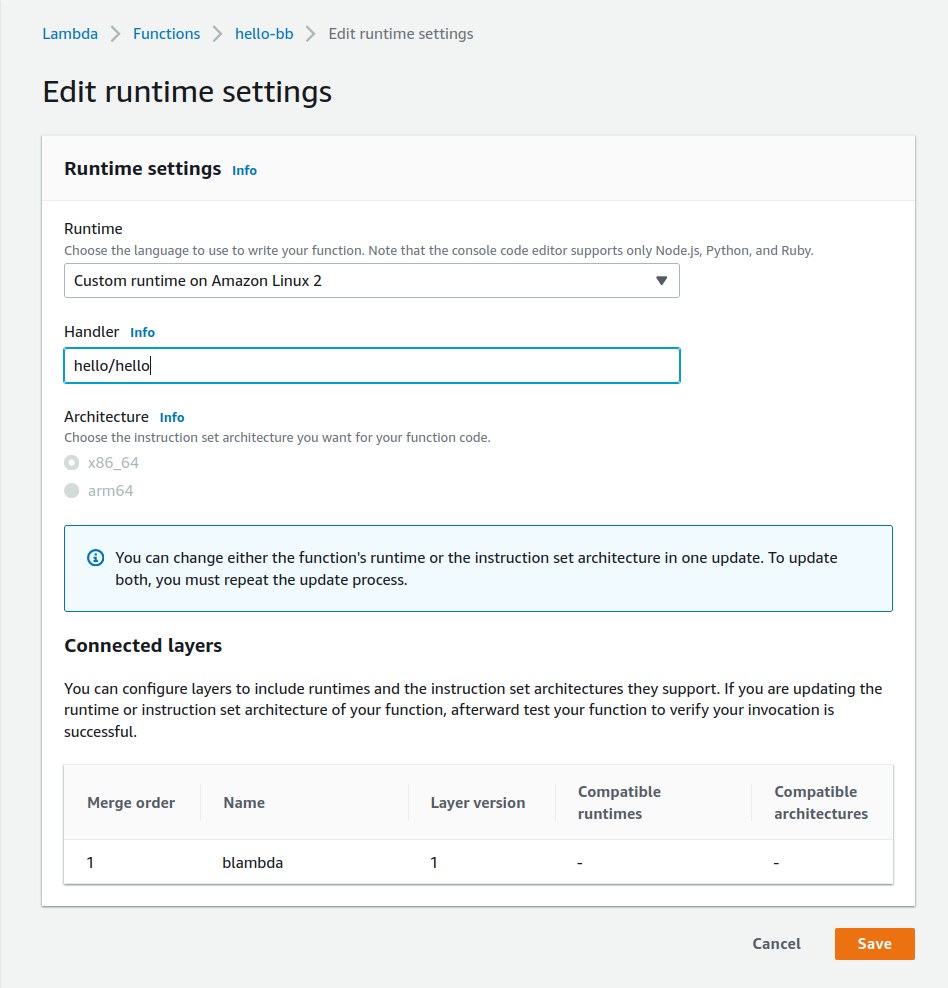 Lambda > Functions > hello-bb > Edit runtime settings
Edit runtime settings
Runtime settings Info
Runtime
Choose the language to use to write your function. Note that the console code editor supports only Node.js, Python, and Ruby.
Custom runtime on Amazon Linux 2
Handler Info
hello/hello
Architecture Info
Choose the instruction set architecture you want for your function code.
x86_64
arm64
You can change either the function's runtime or the instruction set architecture in one update. To update
both, you must repeat the update process.
Connected layers
You can configure layers to include runtimes and the instruction set architectures they support. If you are updating the
runtime or instruction set architecture of your function, afterward test your function to verify your invocation is
successful.
Merge order Name Layer version Compatible runtimes Compatible architectures
1 blambda 1 - -
Cancel Save